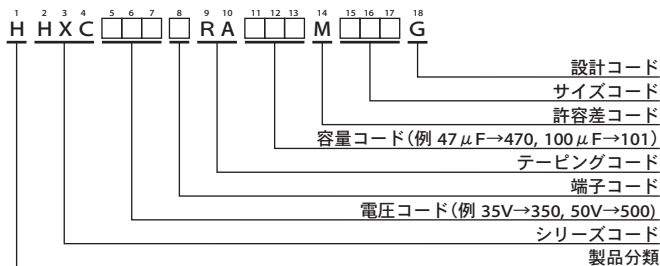 1 2 3 4 5 6 7 8 9 10 11 12 13 14 15 16 17 18
H HXC□□□□RA□□□M□□□G
設計コード
サイズコード
許容差コード
容量コード(例 47μF→470, 100μF→101)
テーピングコード
端子コード
電圧コード(例 35V→350, 50V→500)
シリーズコード
製品分類